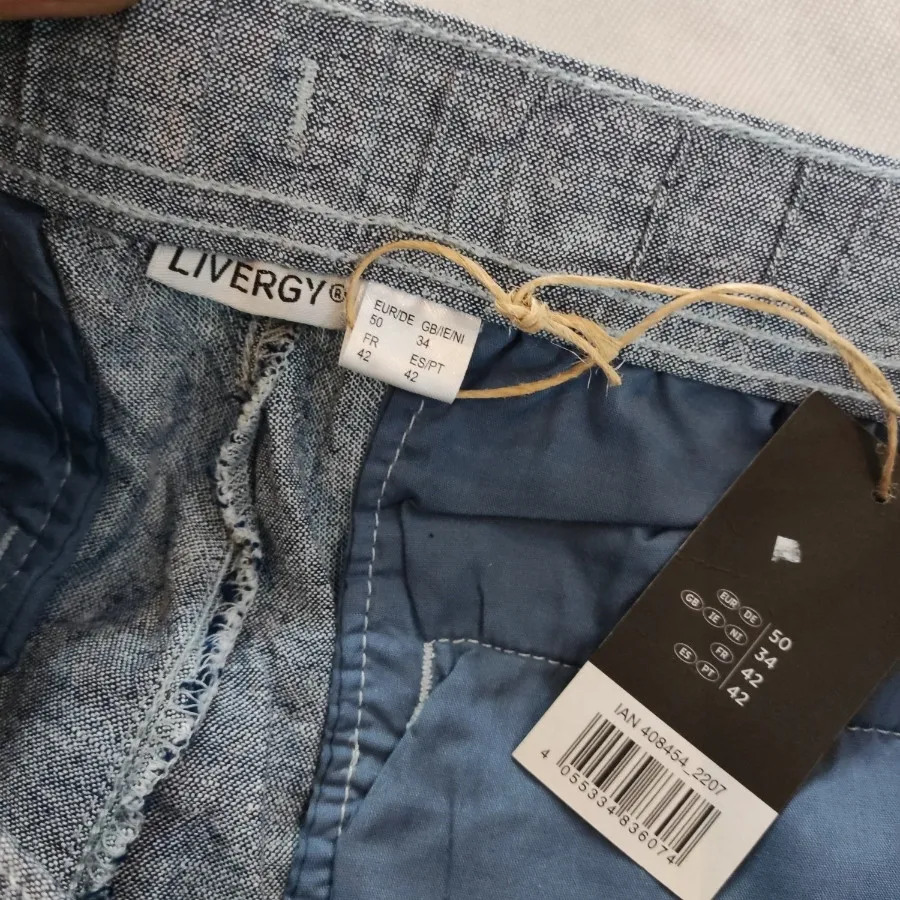 LIVERGY®
EUR/DE GB/IE/NI
50 34
FR ES/PT
42 42
EUR DE 50
GB IE NI 34
FR 42
ES PT 42
IAN 408454_2207
4 055334 836074